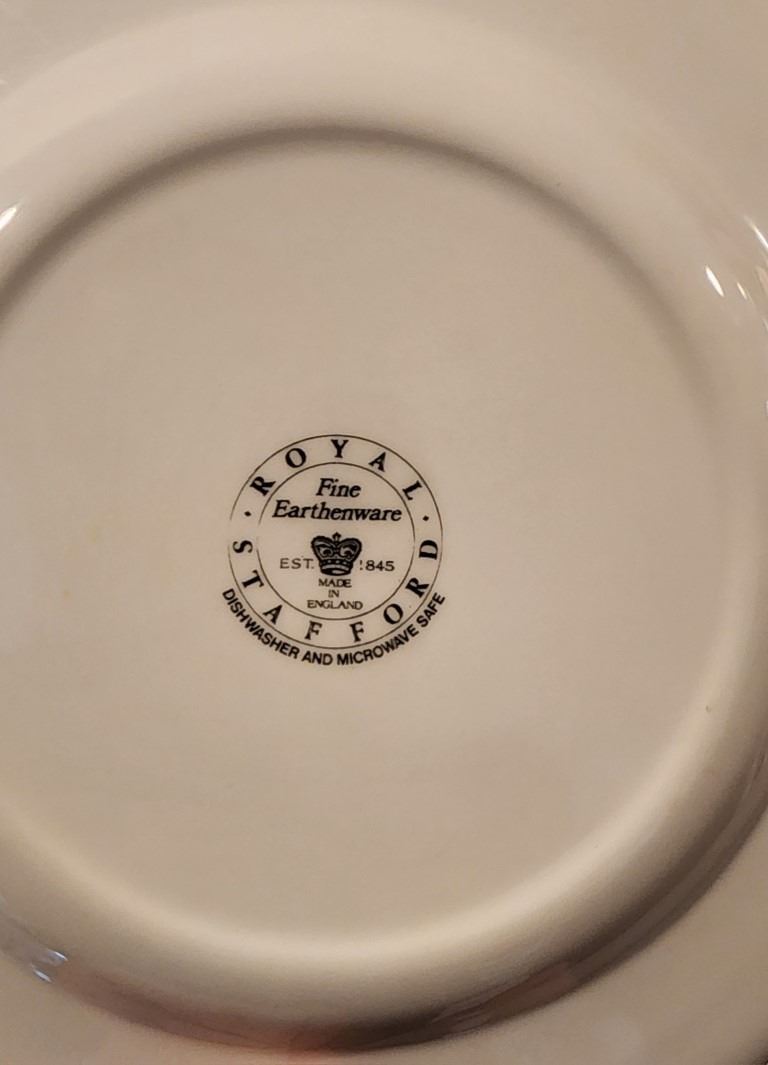 ROYAL
Fine
Earthenware
EST. 1845
MADE
IN
ENGLAND
STAFFORD
DISHWASHER AND MICROWAVE SAFE